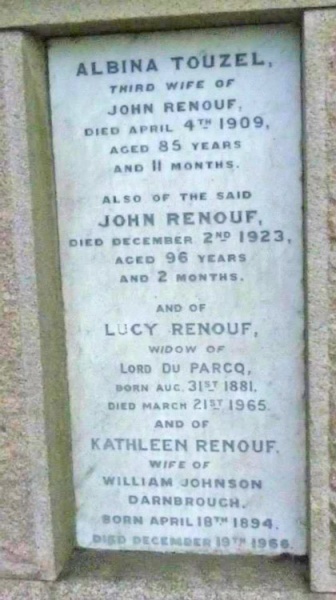 ALBINA TOUZEL,
THIRD WIFE OF
JOHN RENOUF,
DIED APRIL 4TH 1909,
AGED 85 YEARS
AND 11 MONTHS.
ALSO OF THE SAID
JOHN RENOUF,
DIED DECEMBER 2ND 1923,
AGED 96 YEARS
AND 2 MONTHS.
AND OF
LUCY RENOUF,
WIDOW OF
LORD DU PARCQ,
BORN AUG. 31ST 1881,
DIED MARCH 21ST 1965.
AND OF
KATHLEEN RENOUF,
WIFE OF
WILLIAM JOHNSON
DARNBROUGH.
BORN APRIL 18TH 1894.
DIED DECEMBER 19TH 1966.